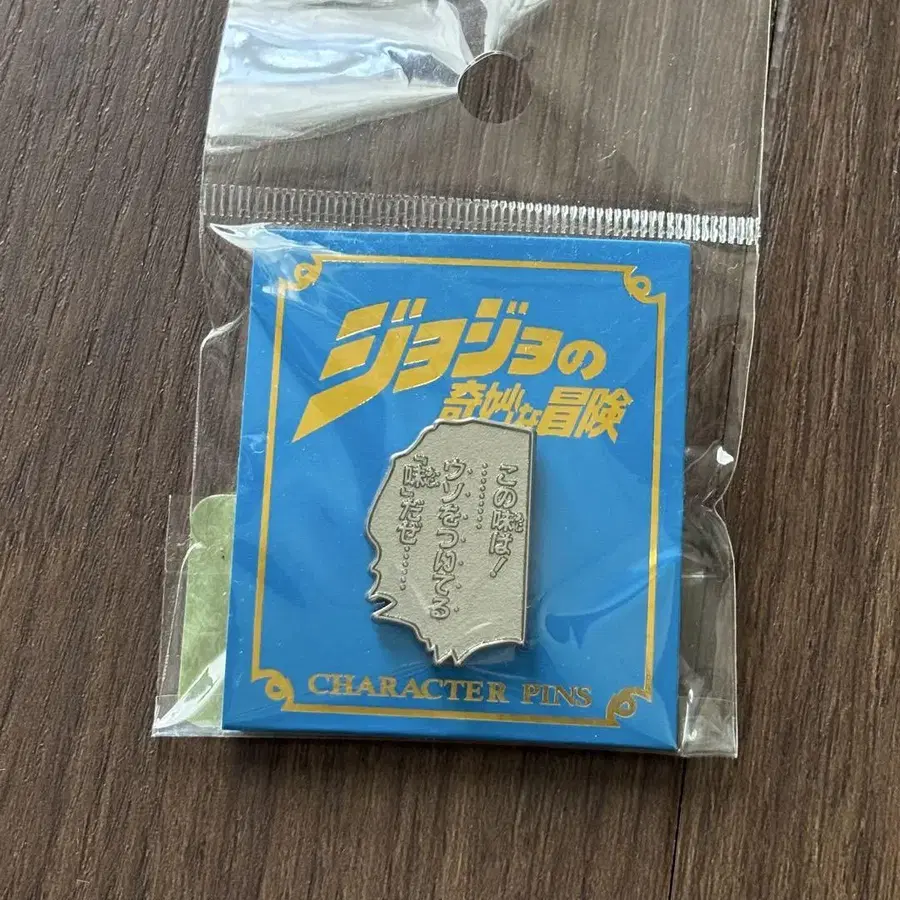 ジョジョの
奇妙な冒険
この味は！
………
ウソをついてる
『味』だぜ……
CHARACTER PINS